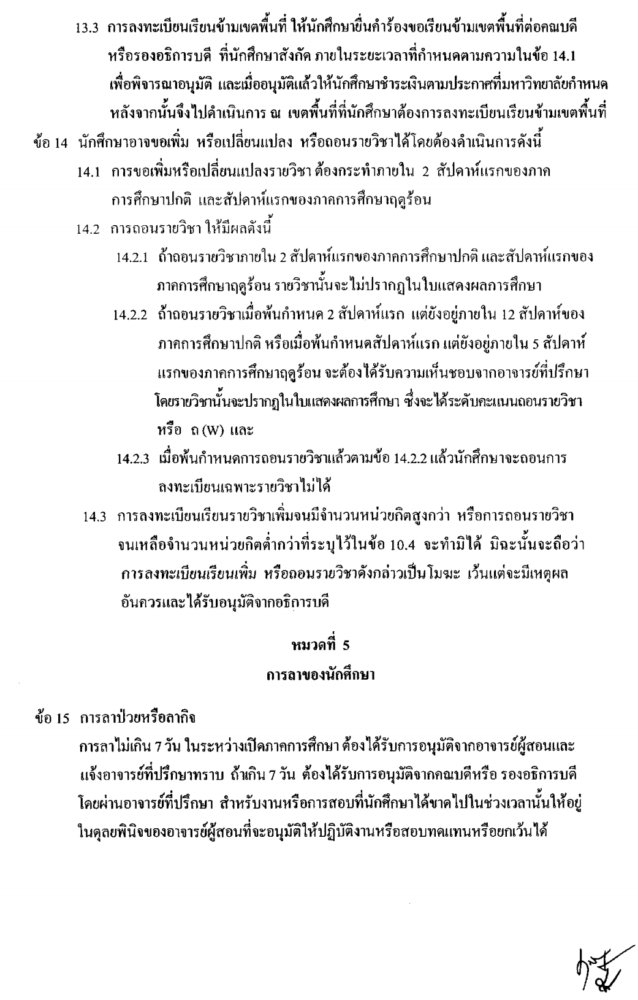 13.3 การลงทะเบียนเรียนข้ามเขตพื้นที่ ให้นักศึกษายื่นคำร้องขอเรียนข้ามเขตพื้นที่ต่อคณบดี
หรือรองอธิการบดี ที่นักศึกษาสังกัด ภายในระยะเวลาที่กำหนดตามความในข้อ 14.1
เพื่อพิจารณาอนุมัติ และเมื่ออนุมัติแล้วให้นักศึกษาชำระเงินตามประกาศที่มหาวิทยาลัยกำหนด
หลังจากนั้นจึงไปดำเนินการ ณ เขตพื้นที่ที่นักศึกษาต้องการลงทะเบียนเรียนข้ามเขตพื้นที่
ข้อ 14 นักศึกษาอาจขอเพิ่ม หรือเปลี่ยนแปลง หรือถอนรายวิชาได้โดยต้องดำเนินการดังนี้
14.1 การขอเพิ่มหรือเปลี่ยนแปลงรายวิชา ต้องกระทำภายใน 2 สัปดาห์แรกของภาค
การศึกษาปกติ และสัปดาห์แรกของภาคการศึกษาฤดูร้อน
14.2 การถอนรายวิชา ให้มีผลดังนี้
14.2.1 ถ้าถอนรายวิชาภายใน 2 สัปดาห์แรกของภาคการศึกษาปกติ และสัปดาห์แรกของ
ภาคการศึกษาฤดูร้อน รายวิชานั้นจะไม่ปรากฏในใบแสดงผลการศึกษา
14.2.2 ถ้าถอนรายวิชาเมื่อพ้นกำหนด 2 สัปดาห์แรก แต่ยังอยู่ภายใน 12 สัปดาห์ของ
ภาคการศึกษาปกติ หรือเมื่อพ้นกำหนดสัปดาห์แรก แต่ยังอยู่ภายใน 5 สัปดาห์
แรกของภาคการศึกษาฤดูร้อน จะต้องได้รับความเห็นชอบจากอาจารย์ที่ปรึกษา
โดยรายวิชานั้นจะปรากฏในใบแสดงผลการศึกษา ซึ่งจะได้ระดับคะแนนถอนรายวิชา
หรือ ถ (W) และ
14.2.3 เมื่อพ้นกำหนดการถอนรายวิชาแล้วตามข้อ 14.2.2 แล้วนักศึกษาจะถอนการ
ลงทะเบียนเฉพาะรายวิชาไม่ได้
14.3 การลงทะเบียนเรียนรายวิชาเพิ่มจนมีจำนวนหน่วยกิตสูงกว่า หรือการถอนรายวิชา
จนเหลือจำนวนหน่วยกิตต่ำกว่าที่ระบุไว้ในข้อ 10.4 จะทำมิได้ มิฉะนั้นจะถือว่า
การลงทะเบียนเรียนเพิ่ม หรือถอนรายวิชาดังกล่าวเป็นโมฆะ เว้นแต่จะมีเหตุผล
อันควรและได้รับอนุมัติจากอธิการบดี
หมวดที่ 5
การลาของนักศึกษา
ข้อ 15 การลาป่วยหรือลากิจ
การลาไม่เกิน 7 วัน ในระหว่างเปิดภาคการศึกษา ต้องได้รับการอนุมัติจากอาจารย์ผู้สอนและ
แจ้งอาจารย์ที่ปรึกษาทราบ ถ้าเกิน 7 วัน ต้องได้รับการอนุมัติจากคณบดีหรือ รองอธิการบดี
โดยผ่านอาจารย์ที่ปรึกษา สำหรับงานหรือการสอบที่นักศึกษาได้ขาดไปในช่วงเวลานั้นให้อยู่
ในดุลยพินิจของอาจารย์ผู้สอนที่จะอนุมัติให้ปฏิบัติงานหรือสอบทดแทนหรือยกเว้นได้